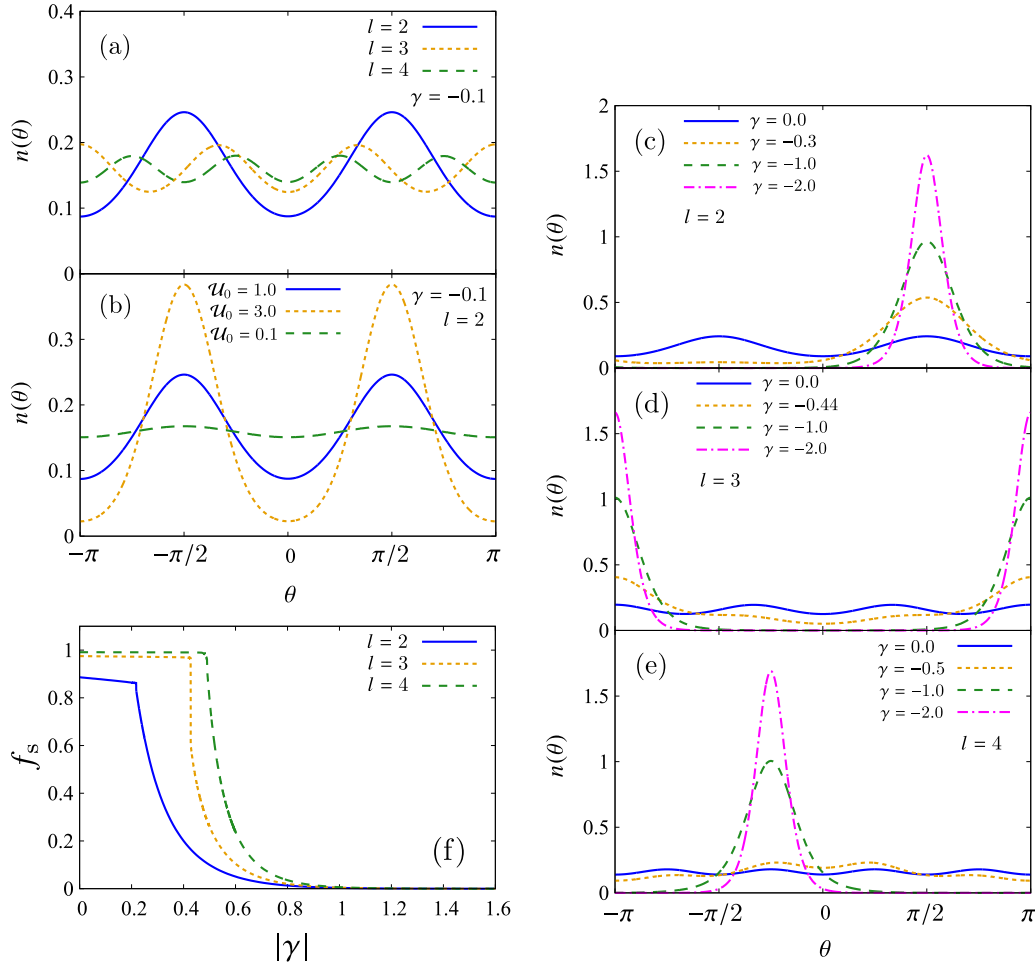 0.4
0.3
0.2
0.1
0
n(θ)
(a)
l = 2
l = 3
l = 4
γ = −0.1
0.3
0.2
0.1
0
n(θ)
(b)
𝒰₀ = 1.0
𝒰₀ = 3.0
𝒰₀ = 0.1
γ = −0.1
l = 2
−π −π/2 0 π/2 π
θ
1
0.8
0.6
0.4
0.2
0
fₛ
l = 2
l = 3
l = 4
(f)
0 0.2 0.4 0.6 0.8 1 1.2 1.4 1.6
|γ|
2
1.5
1
0.5
0
n(θ)
(c)
γ = 0.0
γ = −0.3
γ = −1.0
γ = −2.0
l = 2
1.5
1
0.5
0
n(θ)
(d)
γ = 0.0
γ = −0.44
γ = −1.0
γ = −2.0
l = 3
1.5
1
0.5
0
n(θ)
(e)
γ = 0.0
γ = −0.5
γ = −1.0
γ = −2.0
l = 4
−π −π/2 0 π/2 π
θ